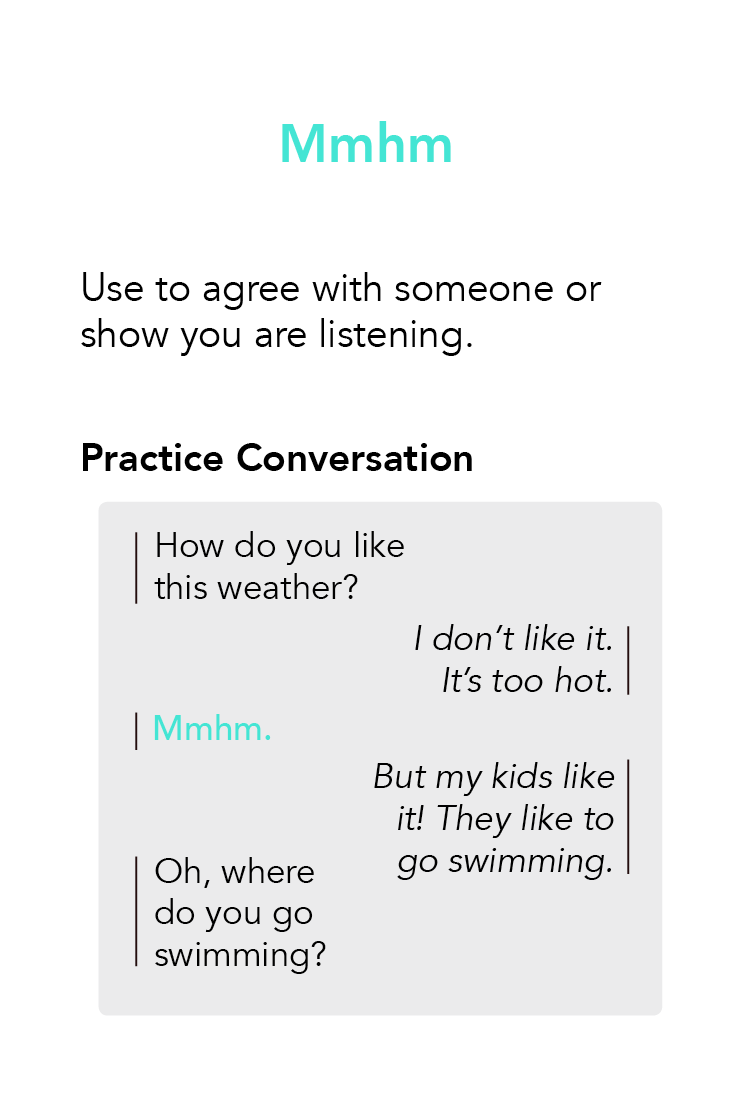 Mmhm
Use to agree with someone or
show you are listening.
Practice Conversation
How do you like
this weather?
I don’t like it.
It’s too hot.
Mmhm.
But my kids like
it! They like to
go swimming.
Oh, where
do you go
swimming?